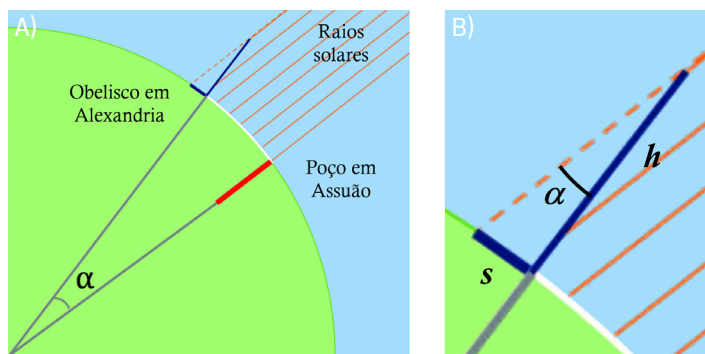 A)
Raios
solares
Obelisco em
Alexandria
Poço em
Assuão
α
B)
h
α
s